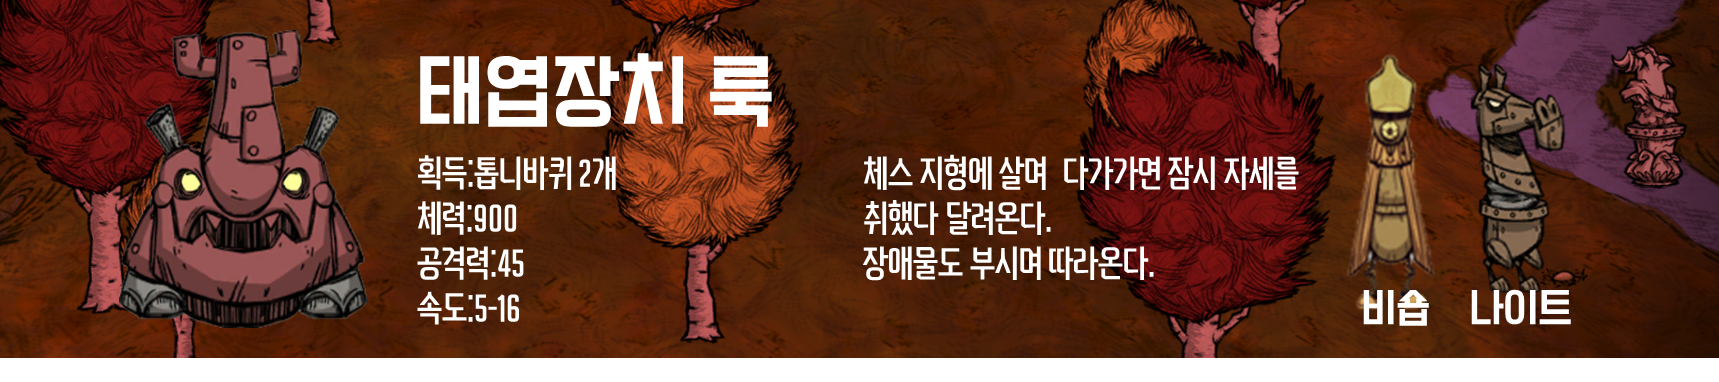 태엽장치 룩
획득:톱니바퀴 2개
체력:900
공격력:45
속도:5-16
체스 지형에 살며 다가가면 잠시 자세를
취했다 달려온다.
장애물도 부시며 따라온다.
비숍 나이트